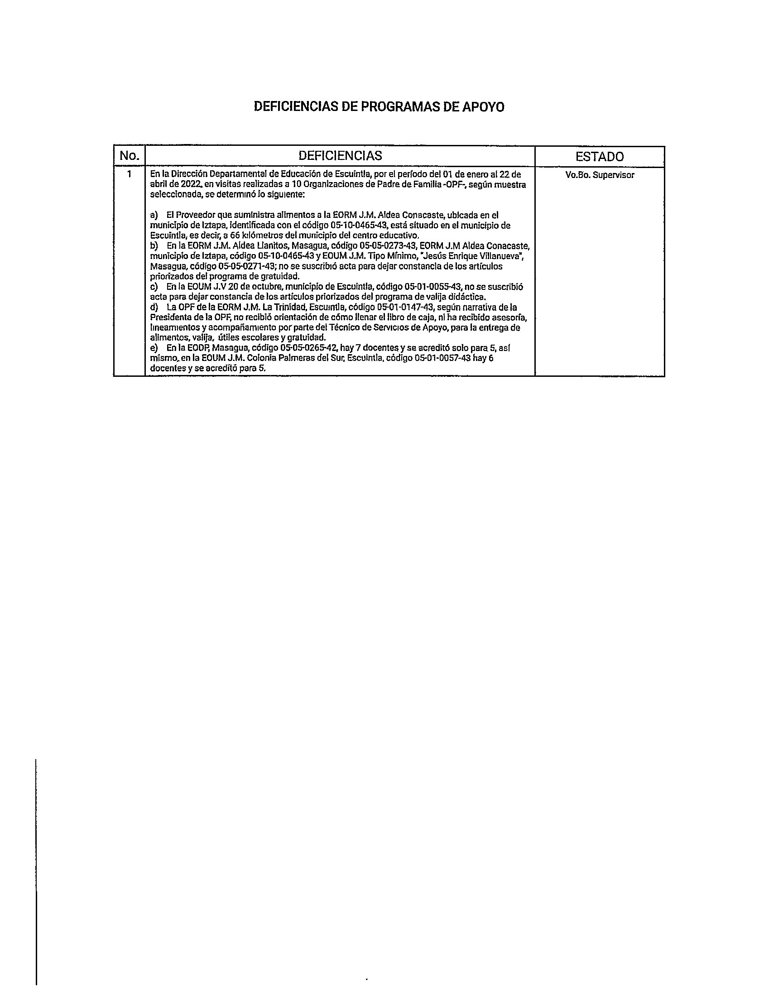 DEFICIENCIAS DE PROGRAMAS DE APOYO
No. DEFICIENCIAS ESTADO
1 En la Dirección Departamental de Educación de Escuintla, por el período del 01 de enero al 22 de Vo.Bo. Supervisor
abril de 2022, en visitas realizadas a 10 Organizaciones de Padre de Familia -OPF-, según muestra
seleccionada, se determinó lo siguiente:
a) El Proveedor que suministra alimentos a la EORM J.M. Aldea Conacaste, ubicada en el
municipio de Iztapa, identificada con el código 05-10-0465-43, está situado en el municipio de
Escuintla, es decir, a 66 kilómetros del municipio del centro educativo.
b) En la EORM J.M. Aldea Llanitos, Masagua, código 05-05-0273-43, EORM J.M Aldea Conacaste,
municipio de Iztapa, código 05-10-0465-43 y EOUM J.M. Tipo Mínimo, "Jesús Enrique Villanueva",
Masagua, código 05-05-0271-43; no se suscribió acta para dejar constancia de los artículos
priorizados del programa de gratuidad.
c) En la EOUM J.V 20 de octubre, municipio de Escuintla, código 05-01-0055-43, no se suscribió
acta para dejar constancia de los artículos priorizados del programa de valija didáctica.
d) La OPF de la EORM J.M. La Trinidad, Escuintla, código 05-01-0147-43, según narrativa de la
Presidenta de la OPF, no recibió orientación de cómo llenar el libro de caja, ni ha recibido asesoría,
lineamientos y acompañamiento por parte del Técnico de Servicios de Apoyo, para la entrega de
alimentos, valija, útiles escolares y gratuidad.
e) En la EODP, Masagua, código 05-05-0265-42, hay 7 docentes y se acreditó solo para 5, así
mismo, en la EOUM J.M. Colonia Palmeras del Sur, Escuintla, código 05-01-0057-43 hay 6
docentes y se acreditó para 5.